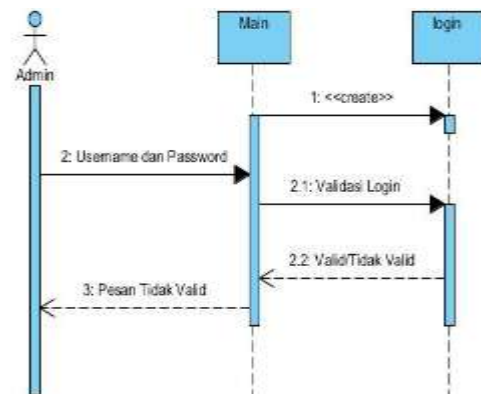 Main
login
Admin
1: <<create>>
2: Username dan Password
2.1: Validasi Login
2.2: Valid/Tidak Valid
3: Pesan Tidak Valid